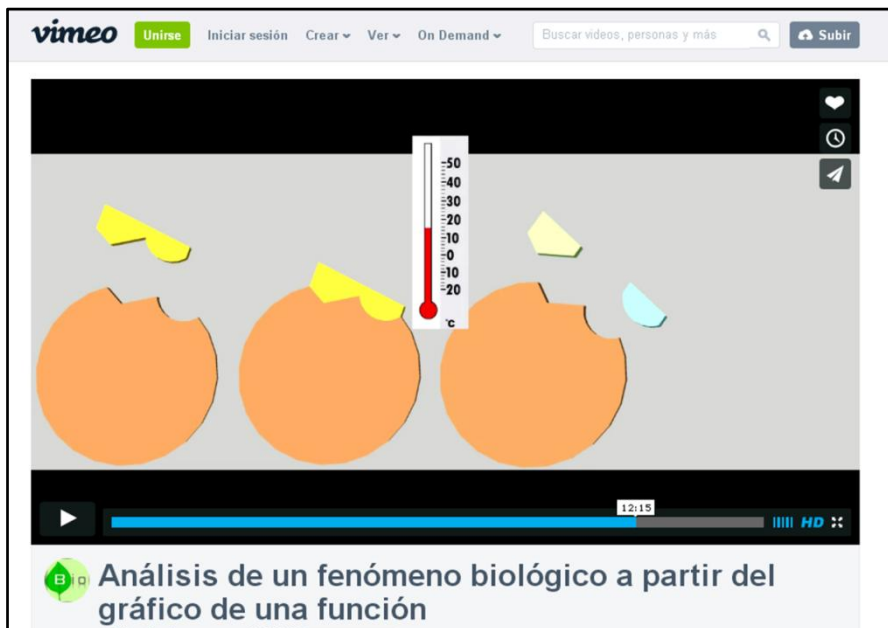 vimeo Unirse Iniciar sesión Crear Ver On Demand Buscar videos, personas y más Subir
50
40
30
20
10
0
10
20
°C
12:15
HD
Bio Análisis de un fenómeno biológico a partir del
gráfico de una función